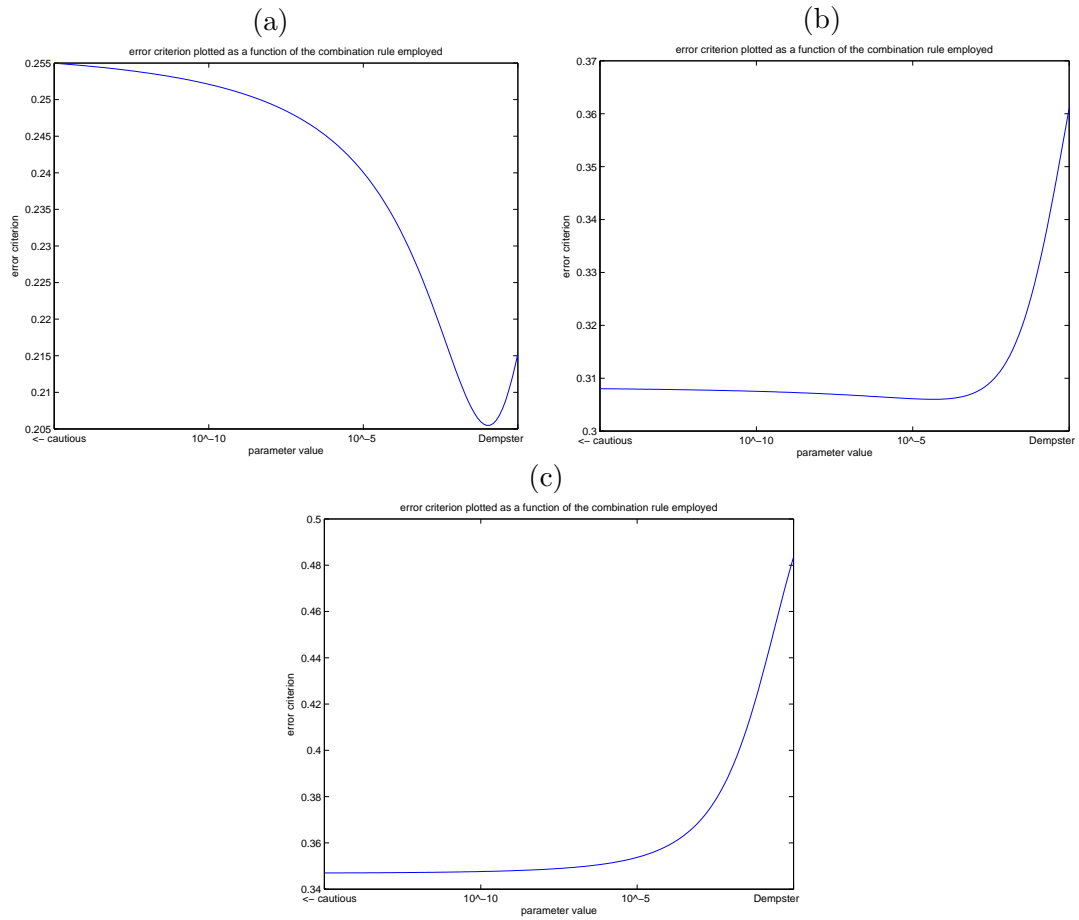 (a)
error criterion plotted as a function of the combination rule employed
0.255
0.25
0.245
0.24
0.235
0.23
0.225
0.22
0.215
0.21
0.205
error criterion
<− cautious
10^−10
10^−5
Dempster
parameter value
(b)
error criterion plotted as a function of the combination rule employed
0.37
0.36
0.35
0.34
0.33
0.32
0.31
0.3
error criterion
<− cautious
10^−10
10^−5
Dempster
parameter value
(c)
error criterion plotted as a function of the combination rule employed
0.5
0.48
0.46
0.44
0.42
0.4
0.38
0.36
0.34
error criterion
<− cautious
10^−10
10^−5
Dempster
parameter value